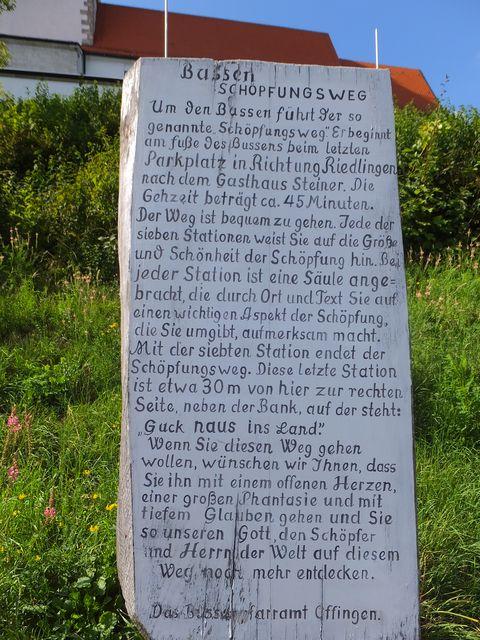 Bussen
SCHÖPFUNGSWEG
Um den Bussen führt der so
genannte „Schöpfungsweg" Er beginnt
am fuße des Bussens beim letzten
Parkplatz in Richtung Riedlingen
nach dem Gasthaus Steiner. Die
Gehzeit beträgt ca. 45 Minuten.
Der Weg ist bequem zu gehen. Jede der
sieben Stationen weist Sie auf die Größe
und Schönheit der Schöpfung hin. Bei
jeder Station ist eine Säule ange=
bracht, die durch Ort und Text Sie auf
einen wichtigen Aspekt der Schöpfung,
die Sie umgibt, aufmerksam macht.
Mit der siebten Station endet der
Schöpfungsweg. Diese letzte Station
ist etwa 30 m von hier zur rechten
Seite, neben der Bank, auf der steht:
„Guck naus ins Land."
Wenn Sie diesen Weg gehen
wollen, wünschen wir Ihnen, dass
Sie ihn mit einem offenen Herzen,
einer großen Phantasie und mit
tiefem Glauben gehen und Sie
so unseren Gott, den Schöpfer
und Herrn der Welt auf diesem
Weg, noch mehr entdecken.
Das Bussenpfarramt Offingen.